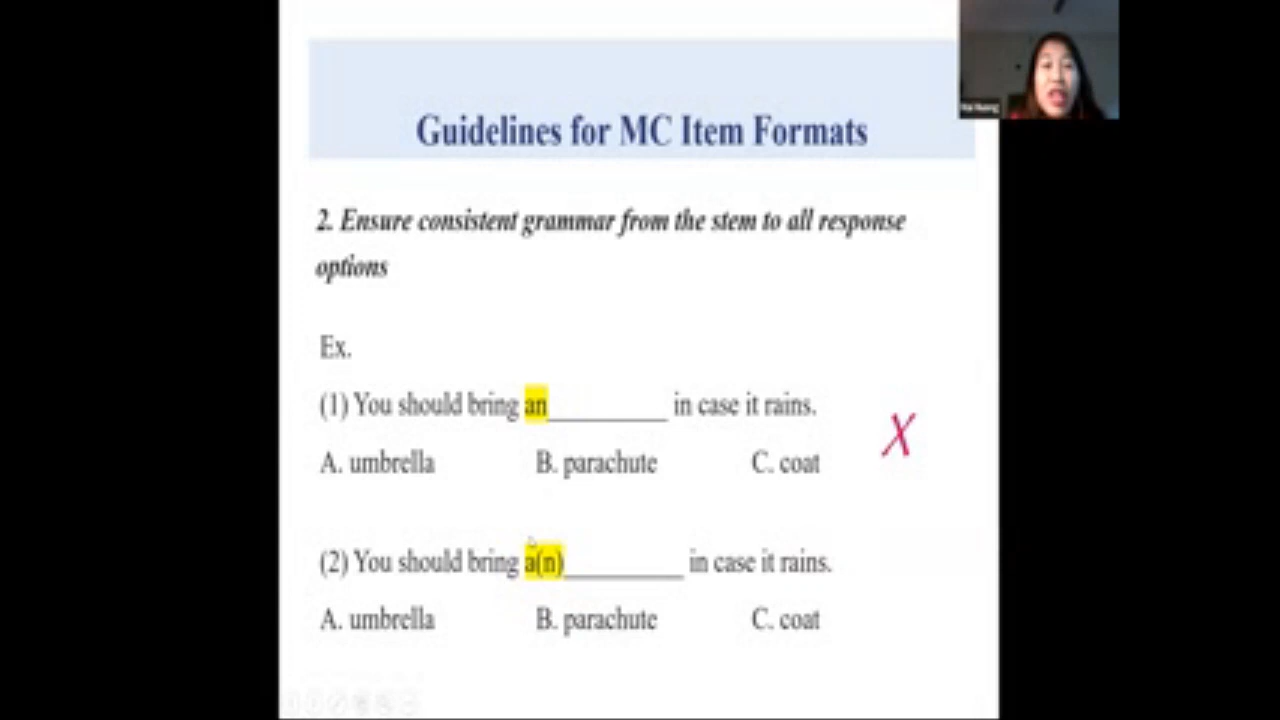 Guidelines for MC Item Formats
2. Ensure consistent grammar from the stem to all response
options
Ex.
(1) You should bring an__________ in case it rains.
A. umbrella B. parachute C. coat
X
(2) You should bring a(n)__________ in case it rains.
A. umbrella B. parachute C. coat